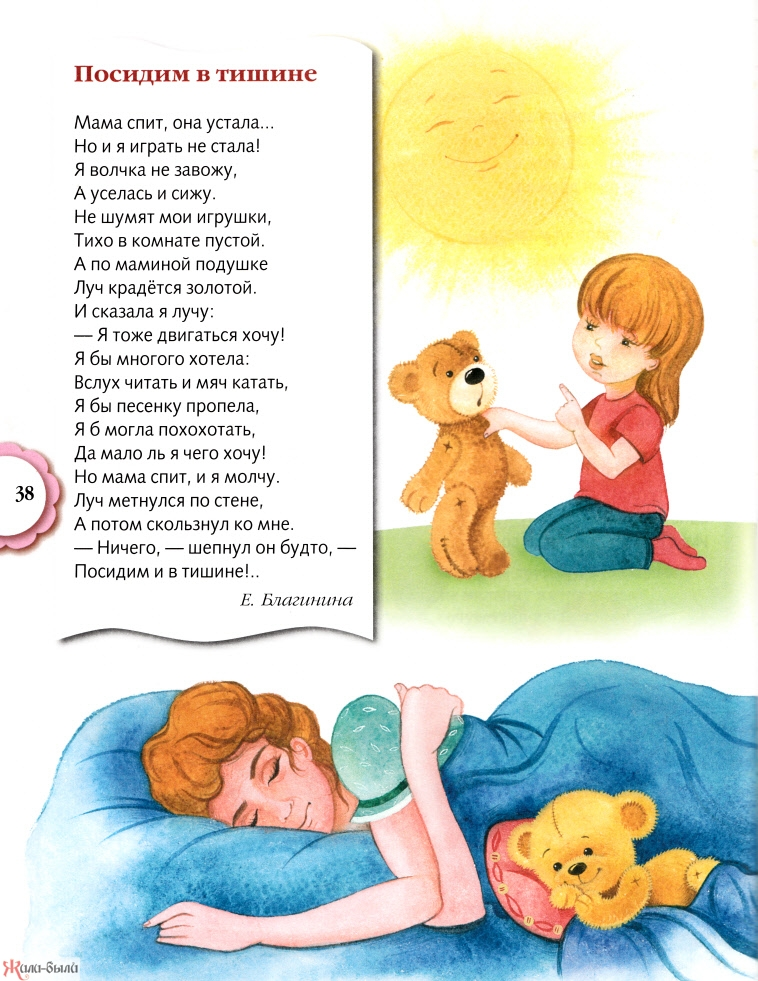 Посидим в тишине
Мама спит, она устала...
Но и я играть не стала!
Я волчка не завожу,
А уселась и сижу.
Не шумят мои игрушки,
Тихо в комнате пустой.
А по маминой подушке
Луч крадётся золотой.
И сказала я лучу:
— Я тоже двигаться хочу!
Я бы многого хотела:
Вслух читать и мяч катать,
Я бы песенку пропела,
Я б могла похохотать,
Да мало ль я чего хочу!
Но мама спит, и я молчу.
Луч метнулся по стене,
А потом скользнул ко мне.
— Ничего, — шепнул он будто, —
Посидим и в тишине!..
Е. Благинина
38
Жили-были